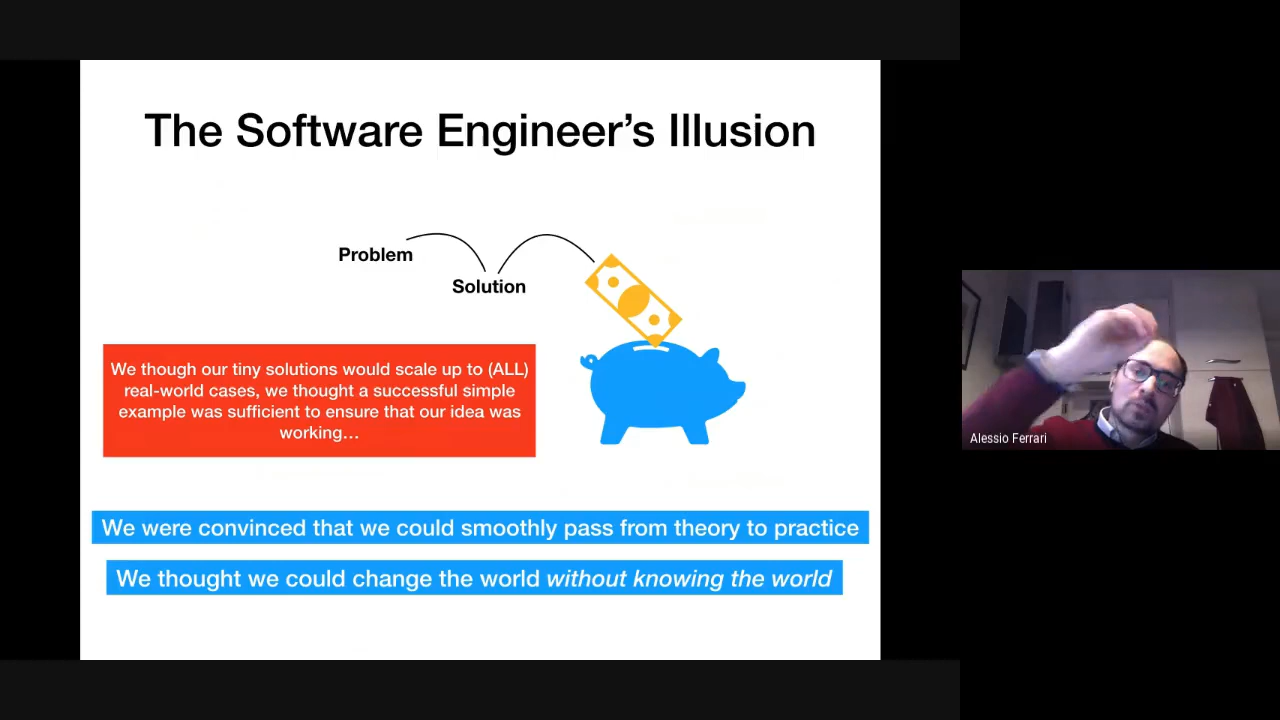 The Software Engineer's Illusion
Problem
Solution
We though our tiny solutions would scale up to (ALL)
real-world cases, we thought a successful simple
example was sufficient to ensure that our idea was
working…
We were convinced that we could smoothly pass from theory to practice
We thought we could change the world without knowing the world
Alessio Ferrari